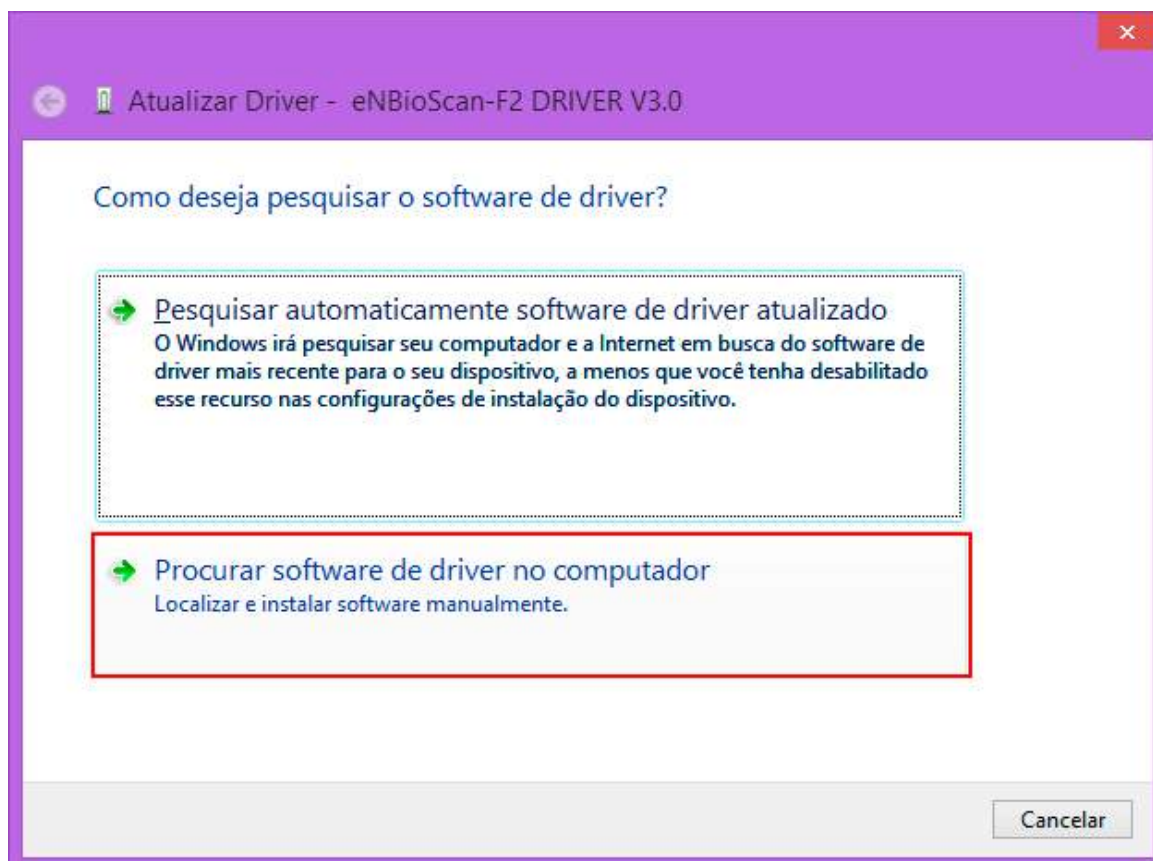 Atualizar Driver - eNBioScan-F2 DRIVER V3.0
Como deseja pesquisar o software de driver?
Pesquisar automaticamente software de driver atualizado
O Windows irá pesquisar seu computador e a Internet em busca do software de
driver mais recente para o seu dispositivo, a menos que você tenha desabilitado
esse recurso nas configurações de instalação do dispositivo.
Procurar software de driver no computador
Localizar e instalar software manualmente.
Cancelar